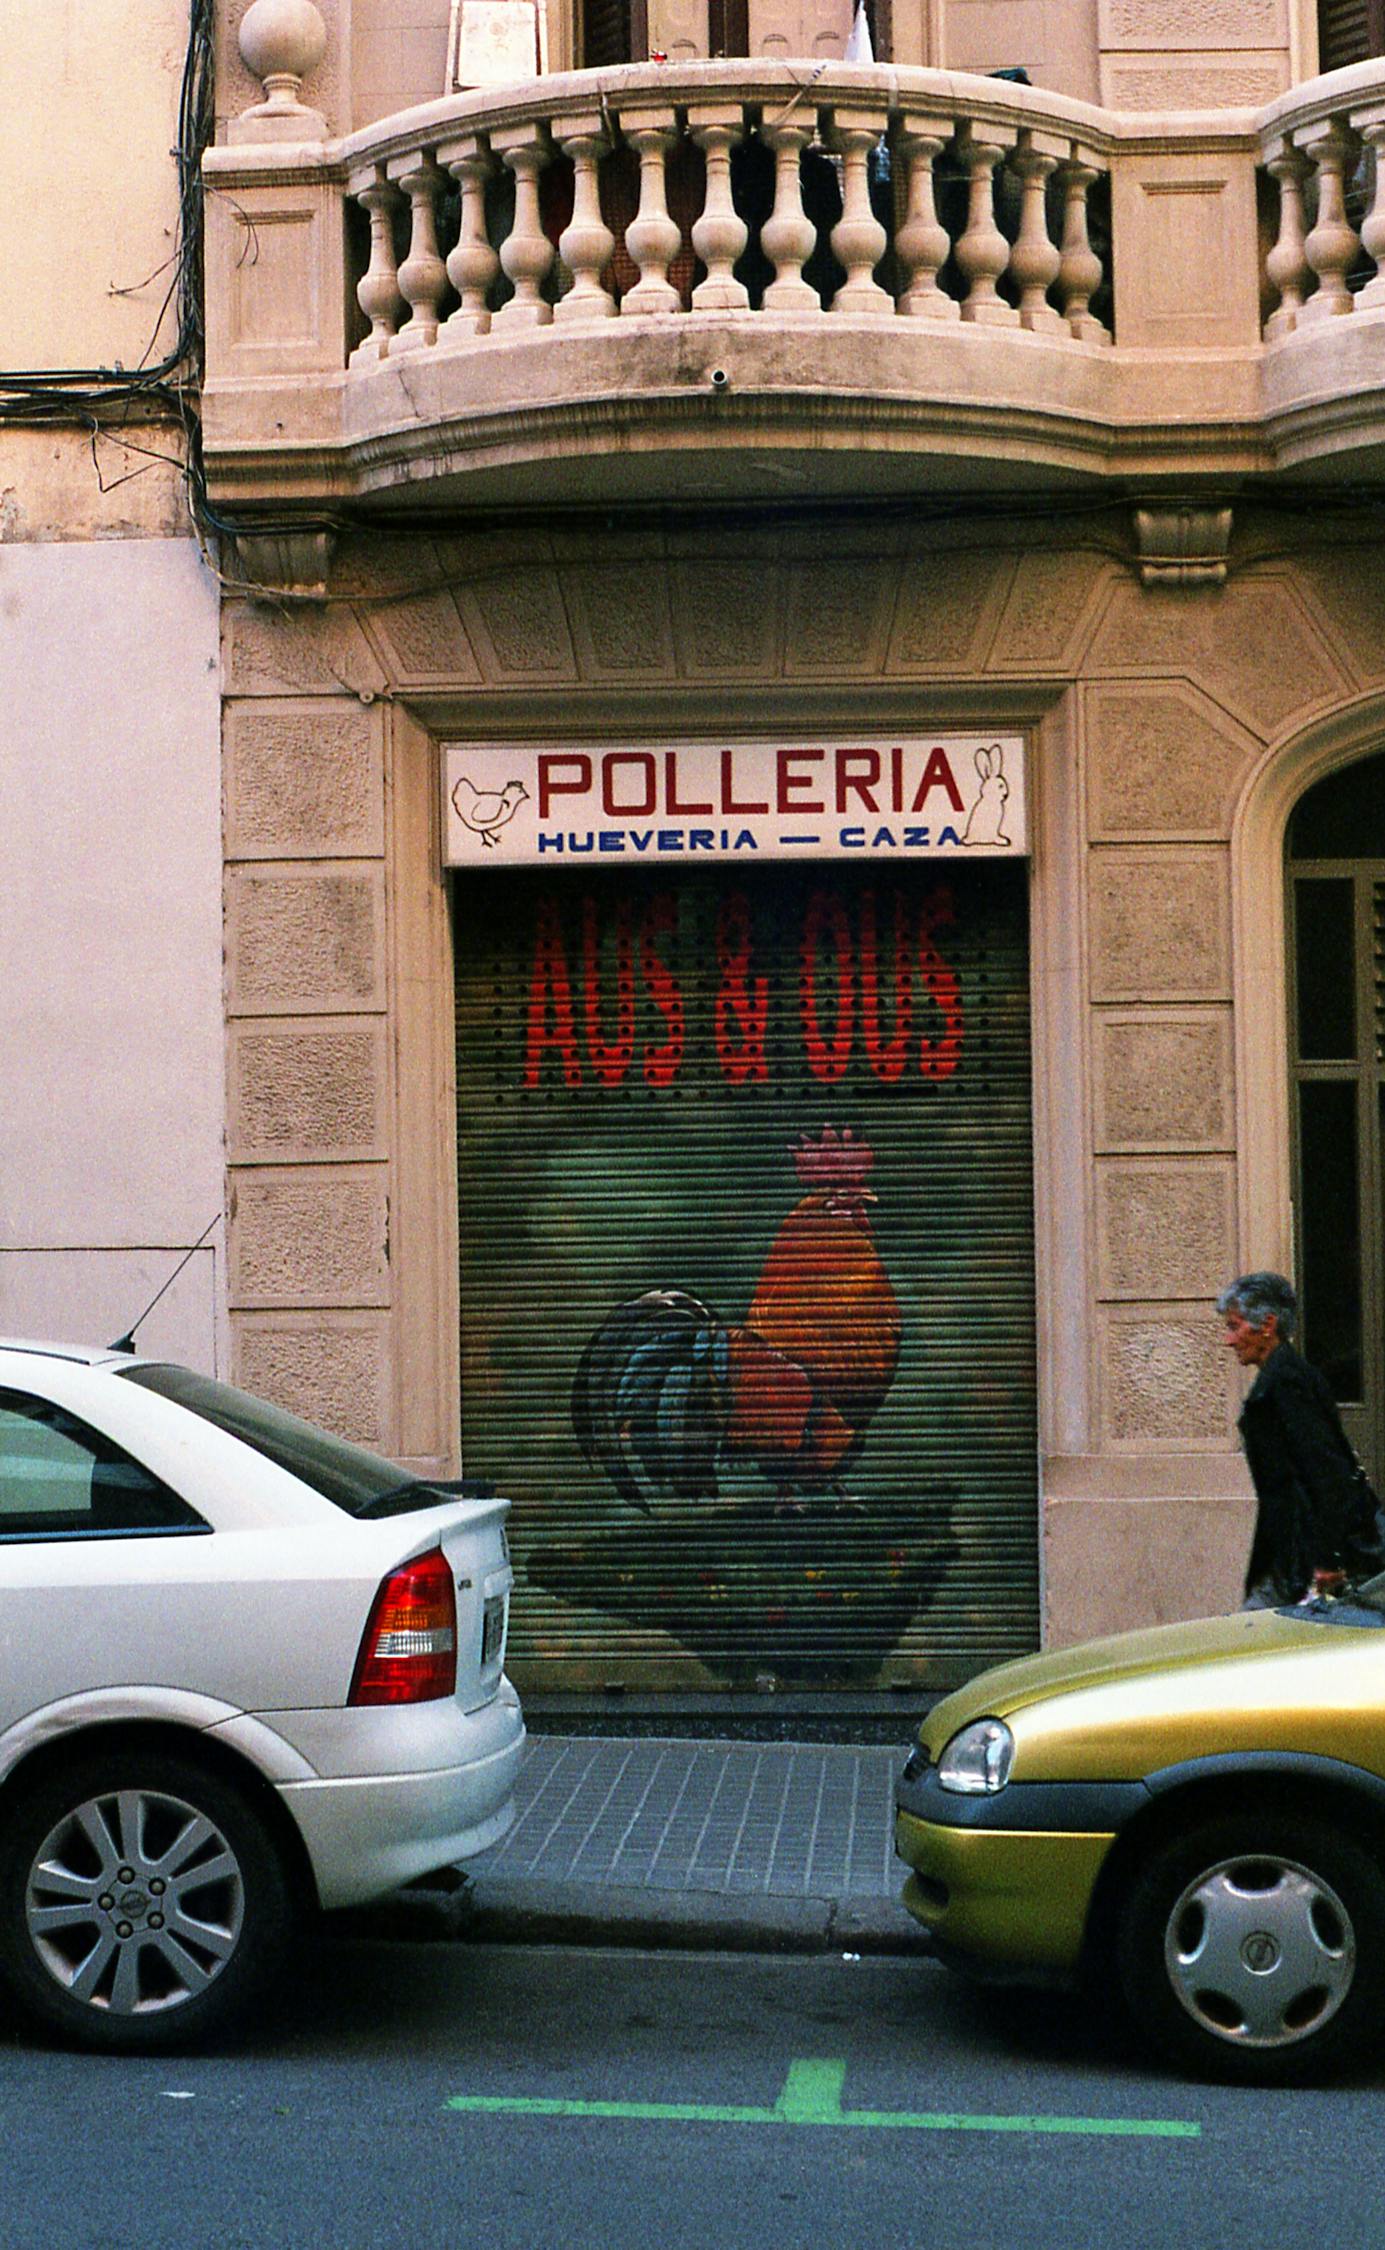 POLLERIA
HUEVERIA — CAZA
AUS & OUS